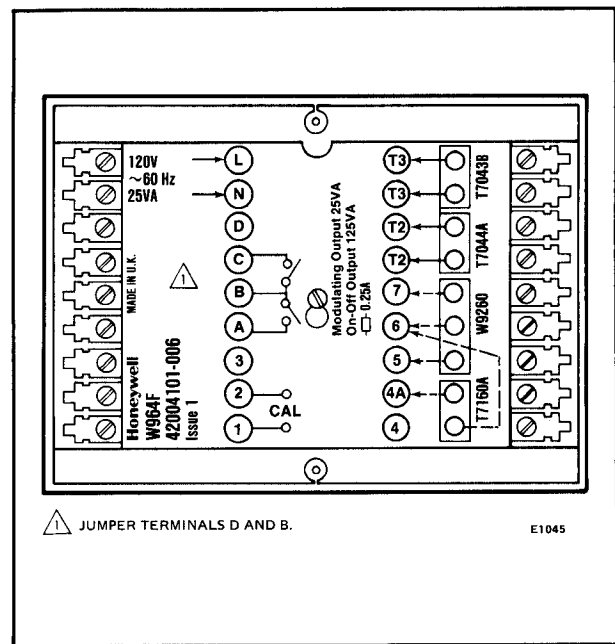 120V
~60 Hz
25VA
MADE IN U.K.
Honeywell
W964F
42004101-006
Issue 1
L
N
D
C
B
A
3
2
1
1
CAL
Modulating Output 25VA
On-Off Output 125VA
0.25A
T3
T3
T2
T2
7
6
5
4A
4
T7043B
T7044A
W9260
T7160A
1 JUMPER TERMINALS D AND B.
E1045